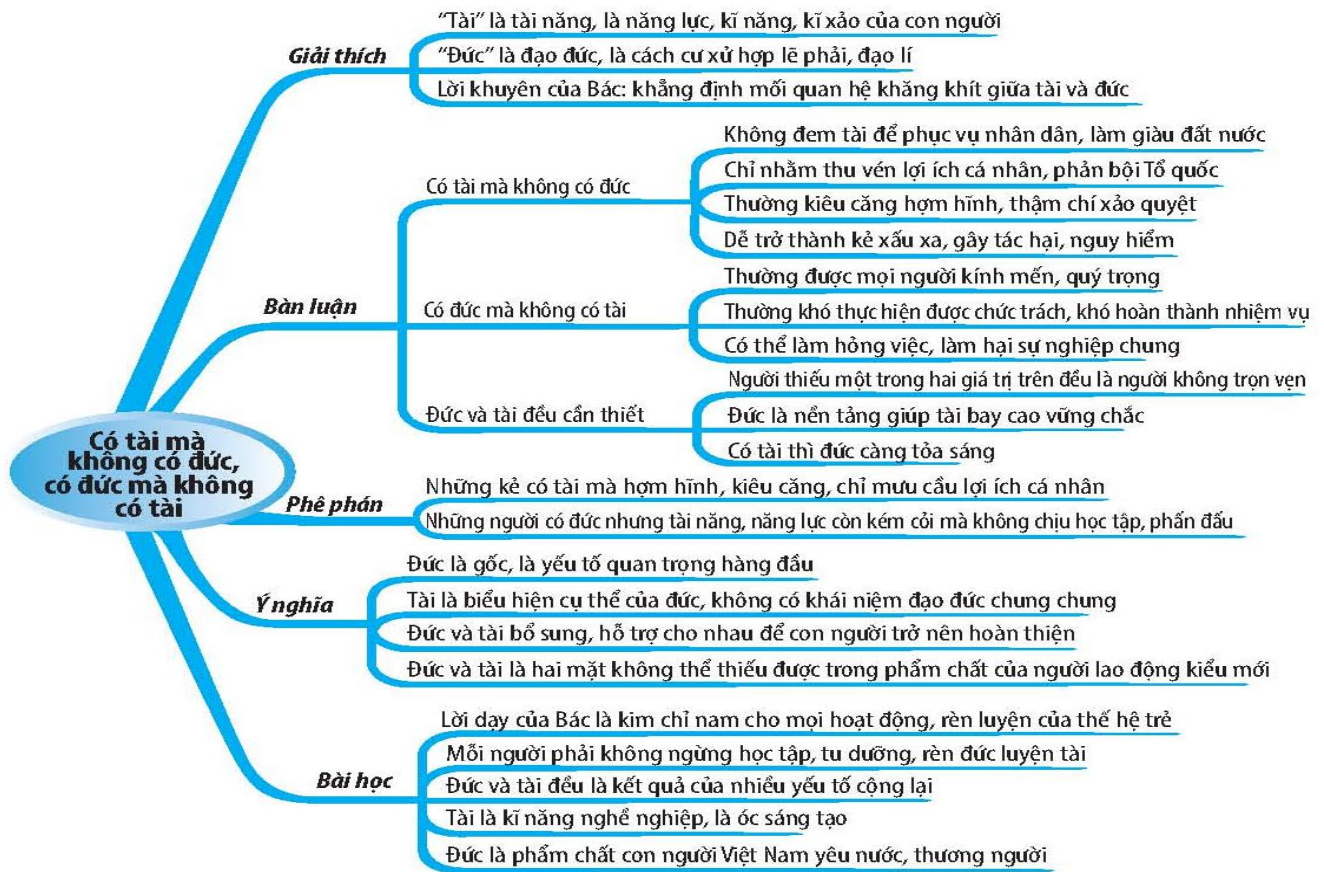 "Tài" là tài năng, là năng lực, kĩ năng, kĩ xảo của con người
Giải thích
"Đức" là đạo đức, là cách cư xử hợp lẽ phải, đạo lí
Lời khuyên của Bác: khẳng định mối quan hệ khăng khít giữa tài và đức
Không đem tài để phục vụ nhân dân, làm giàu đất nước
Chỉ nhằm thu vén lợi ích cá nhân, phản bội Tổ quốc
Có tài mà không có đức
Thường kiêu căng hợm hĩnh, thậm chí xảo quyệt
Dễ trở thành kẻ xấu xa, gây tác hại, nguy hiểm
Thường được mọi người kính mến, quý trọng
Bàn luận
Có đức mà không có tài
Thường khó thực hiện được chức trách, khó hoàn thành nhiệm vụ
Có thể làm hỏng việc, làm hại sự nghiệp chung
Người thiếu một trong hai giá trị trên đều là người không trọn vẹn
Đức và tài đều cần thiết
Đức là nền tảng giúp tài bay cao vững chắc
Có tài thì đức càng tỏa sáng
Có tài mà
không có đức,
có đức mà không
có tài
Những kẻ có tài mà hợm hĩnh, kiêu căng, chỉ mưu cầu lợi ích cá nhân
Phê phán
Những người có đức nhưng tài năng, năng lực còn kém cỏi mà không chịu học tập, phấn đấu
Đức là gốc, là yếu tố quan trọng hàng đầu
Ý nghĩa
Tài là biểu hiện cụ thể của đức, không có khái niệm đạo đức chung chung
Đức và tài bổ sung, hỗ trợ cho nhau để con người trở nên hoàn thiện
Đức và tài là hai mặt không thể thiếu được trong phẩm chất của người lao động kiểu mới
Lời dạy của Bác là kim chỉ nam cho mọi hoạt động, rèn luyện của thế hệ trẻ
Mỗi người phải không ngừng học tập, tu dưỡng, rèn đức luyện tài
Bài học
Đức và tài đều là kết quả của nhiều yếu tố cộng lại
Tài là kĩ năng nghề nghiệp, là óc sáng tạo
Đức là phẩm chất con người Việt Nam yêu nước, thương người